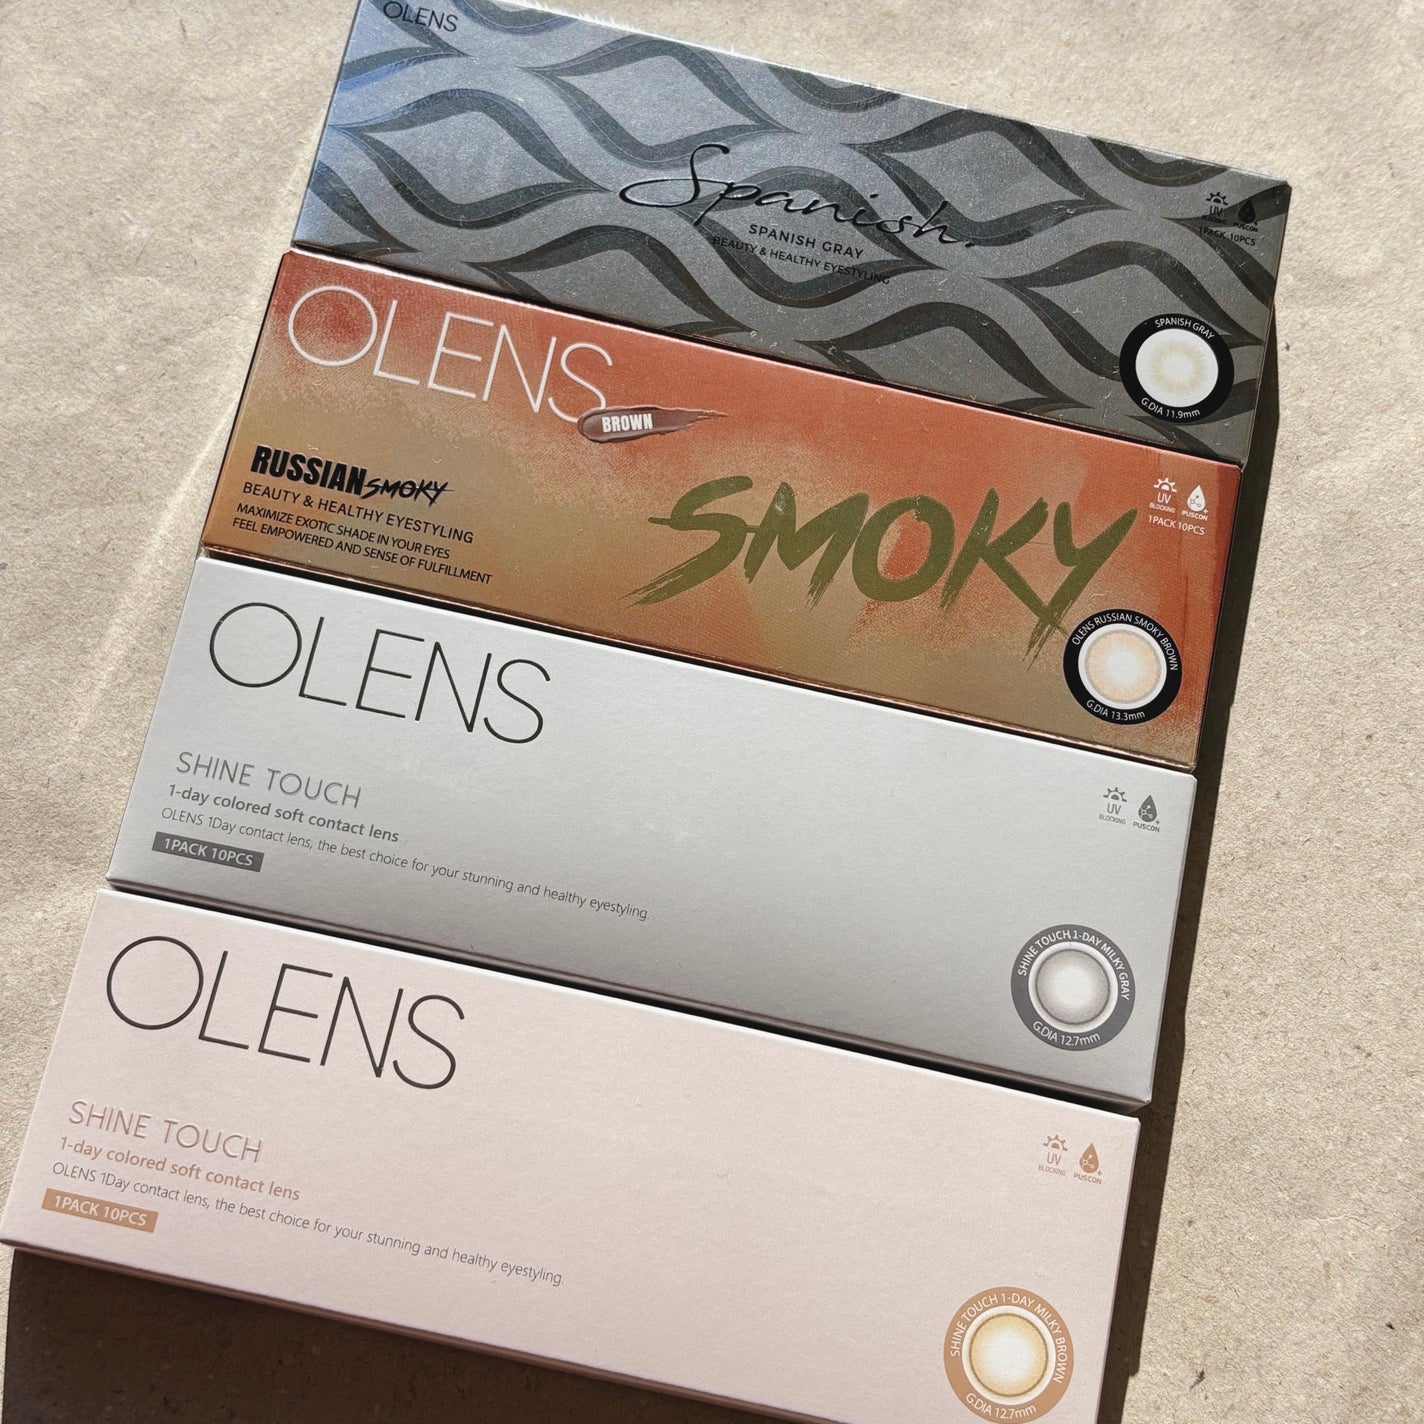 OLENS
Spanish.
SPANISH GRAY
BEAUTY & HEALTHY EYESTYLING
UV
BLOCKING
PUSCON
1PACK 10PCS
SPANISH GRAY
G.DIA 11.9mm
OLENS
BROWN
RUSSIAN SMOKY
BEAUTY & HEALTHY EYESTYLING
MAXIMIZE EXOTIC SHADE IN YOUR EYES
FEEL EMPOWERED AND SENSE OF FULFILLMENT
SMOKY
UV
BLOCKING
PUSCON
1PACK 10PCS
OLENS RUSSIAN SMOKY BROWN
G.DIA 13.3mm
OLENS
SHINE TOUCH
1-day colored soft contact lens
OLENS 1Day contact lens, the best choice for your stunning and healthy eyestyling.
1PACK 10PCS
UV
BLOCKING
PUSCON
SHINE TOUCH 1-DAY MILKY GRAY
G.DIA 12.7mm
OLENS
SHINE TOUCH
1-day colored soft contact lens
OLENS 1Day contact lens, the best choice for your stunning and healthy eyestyling.
1PACK 10PCS
UV
BLOCKING
PUSCON
SHINE TOUCH 1-DAY MILKY BROWN
G.DIA 12.7mm